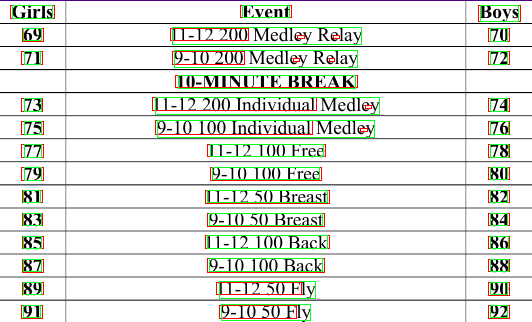 Girls Event Boys
69 11-12 200 Medley Relay 70
71 9-10 200 Medley Relay 72
10-MINUTE BREAK
73 11-12 200 Individual Medley 74
75 9-10 100 Individual Medley 76
77 11-12 100 Free 78
79 9-10 100 Free 80
81 11-12 50 Breast 82
83 9-10 50 Breast 84
85 11-12 100 Back 86
87 9-10 100 Back 88
89 11-12 50 Fly 90
91 9-10 50 Fly 92